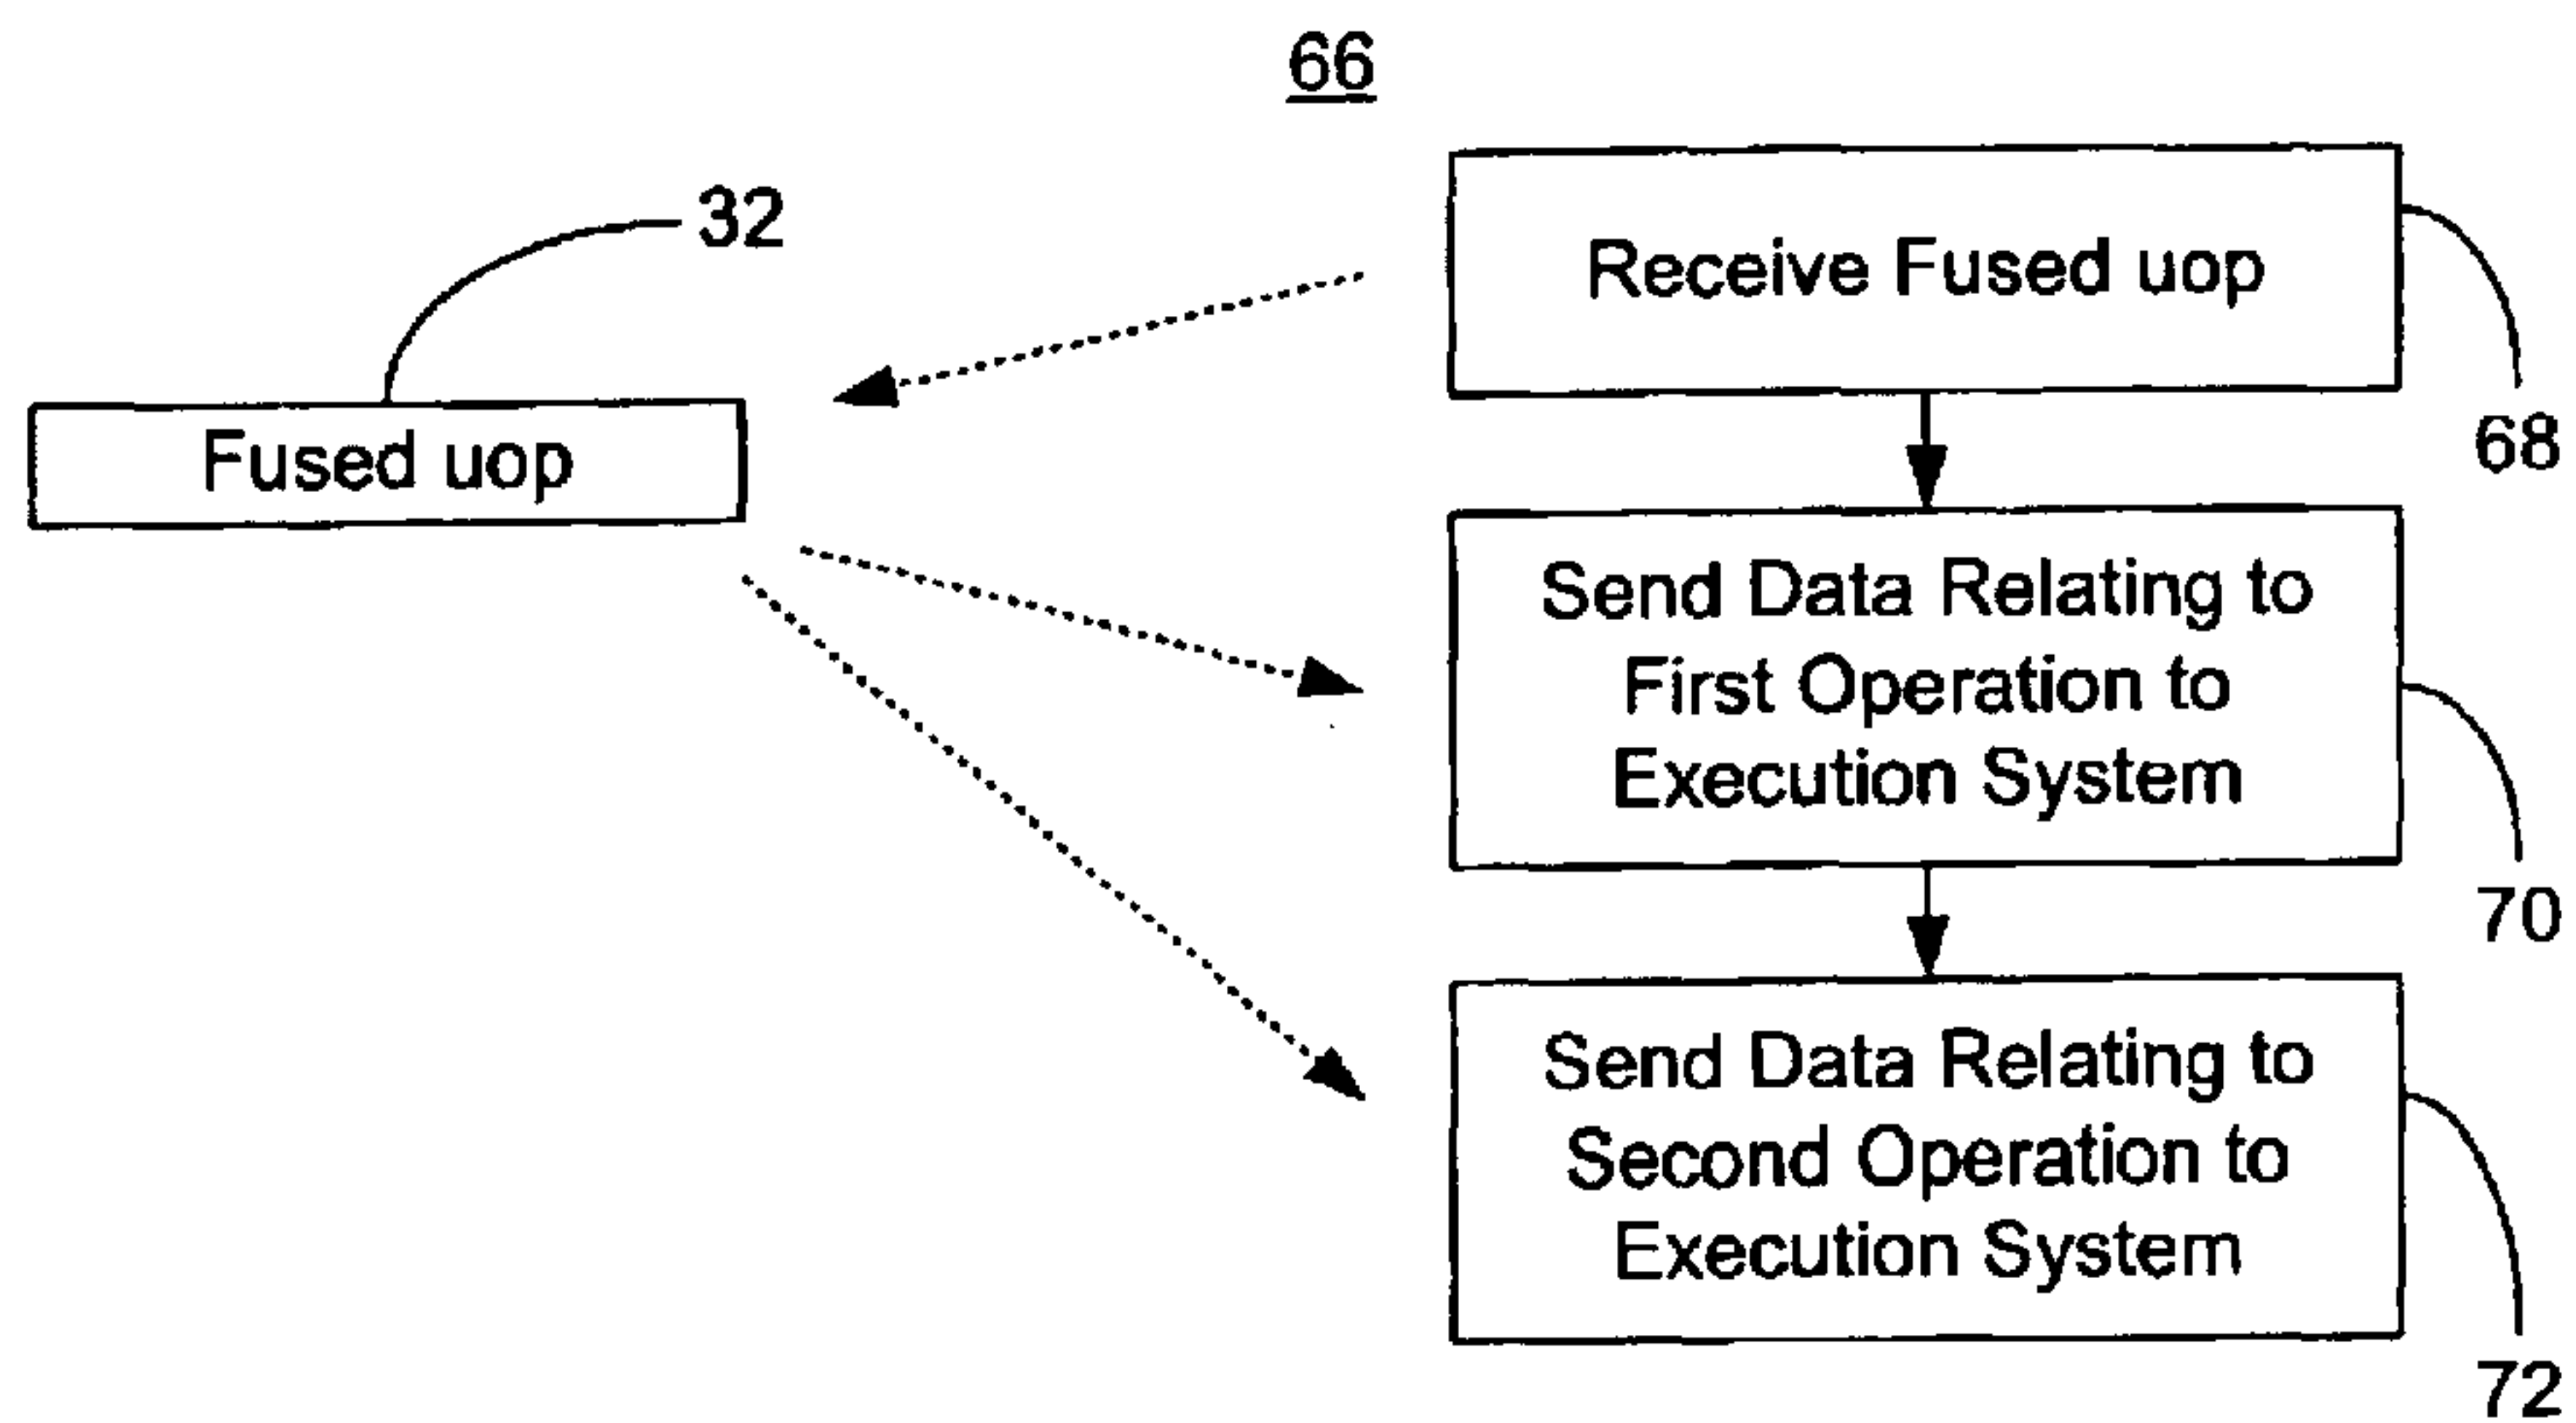 66
32
Receive Fused uop
68
Fused uop
Send Data Relating to
First Operation to
Execution System
70
Send Data Relating to
Second Operation to
Execution System
72